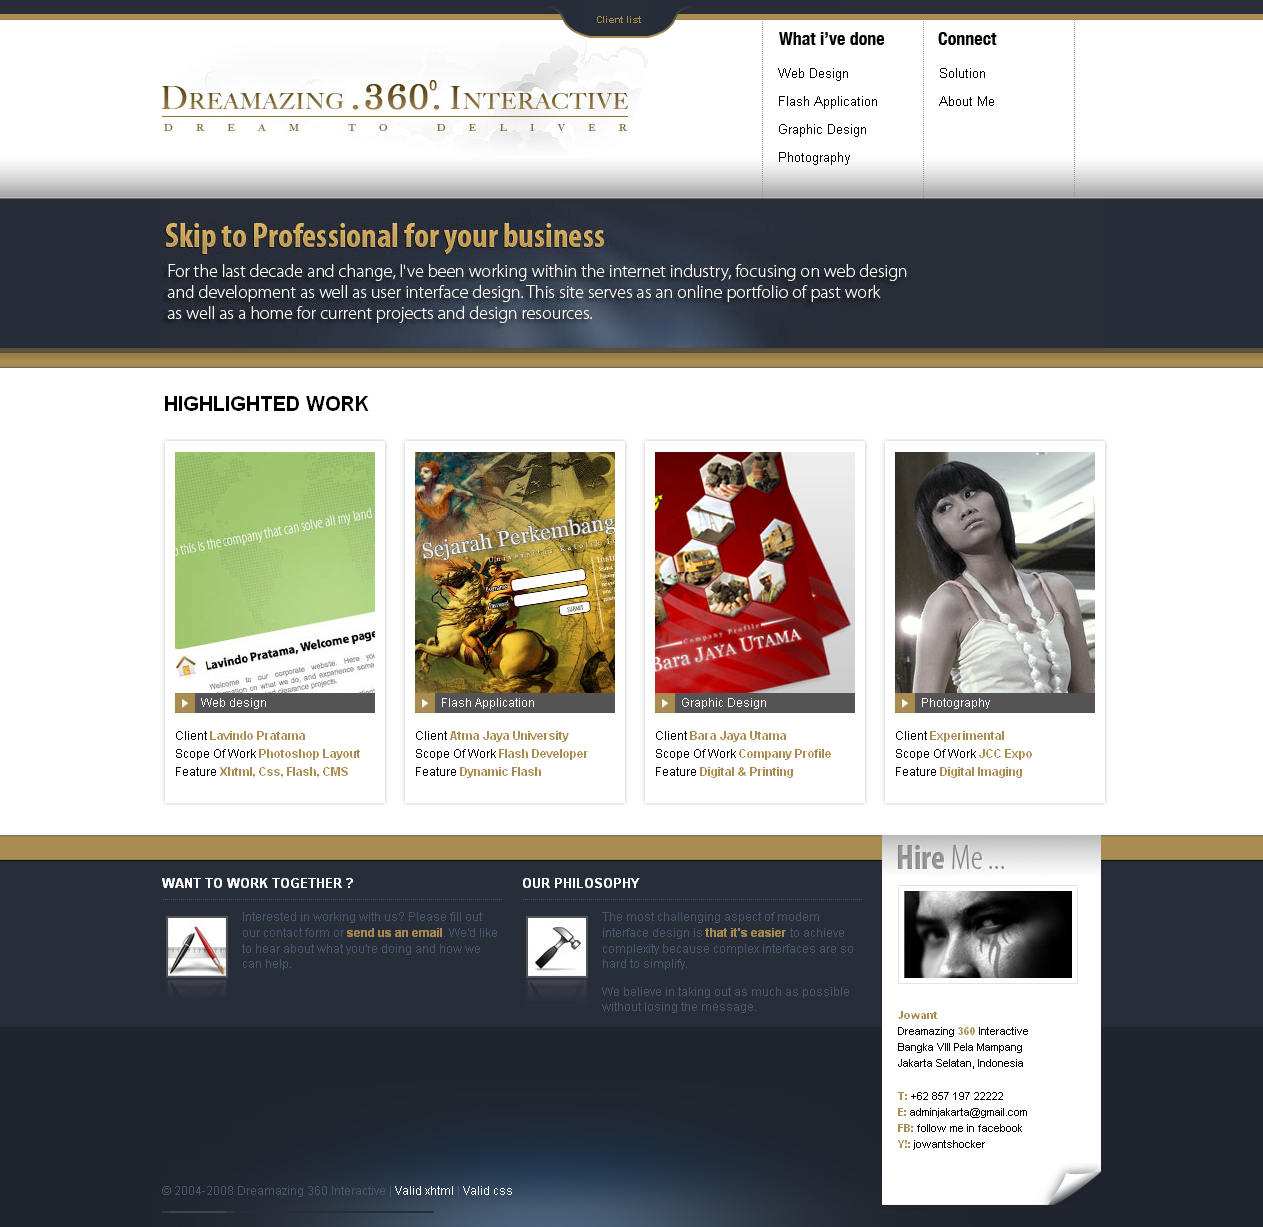 Client list
What i've done
Connect
Web Design
Solution
Flash Application
About Me
Graphic Design
Photography
DREAMAZING .360°. INTERACTIVE
DREAM TO DELIVER
Skip to Professional for your business
For the last decade and change, I've been working within the internet industry, focusing on web design
and development as well as user interface design. This site serves as an online portfolio of past work
as well as a home for current projects and design resources.
HIGHLIGHTED WORK
this is the company that can solve all my land
Lavindo Pratama, Welcome page
Welcome to our corporate website. Here you
on what we do, and experience some
clearance projects.
Web design
Client Lavindo Pratama
Scope Of Work Photoshop Layout
Feature Xhtml, Css, Flash, CMS
Sejarah Perkembang
Universitas Katolik
SUBMIT
Flash Application
Client Atma Jaya University
Scope Of Work Flash Developer
Feature Dynamic Flash
Company Profile
Bara JAYA UTAMA
Graphic Design
Client Bara Jaya Utama
Scope Of Work Company Profile
Feature Digital & Printing
Photography
Client Experimental
Scope Of Work JCC Expo
Feature Digital Imaging
WANT TO WORK TOGETHER ?
Interested in working with us? Please fill out
our contact form or send us an email. We'd like
to hear about what you're doing and how we
can help.
OUR PHILOSOPHY
The most challenging aspect of modern
interface design is that it's easier to achieve
complexity because complex interfaces are so
hard to simplify.
We believe in taking out as much as possible
without losing the message.
Hire Me ...
Jowant
Dreamazing 360 Interactive
Bangka VIII Pela Mampang
Jakarta Selatan, Indonesia
T: +62 857 197 22222
E: adminjakarta@gmail.com
FB: follow me in facebook
Y!: jowantshocker
© 2004-2008 Dreamazing 360 Interactive | Valid xhtml | Valid css